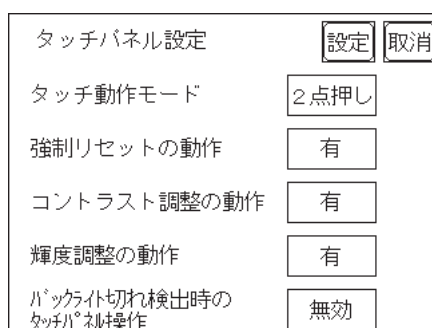 タッチパネル設定 設定 取消
タッチ動作モード 2点押し
強制リセットの動作 有
コントラスト調整の動作 有
輝度調整の動作 有
バックライト切れ検出時の
タッチパネル操作 無効